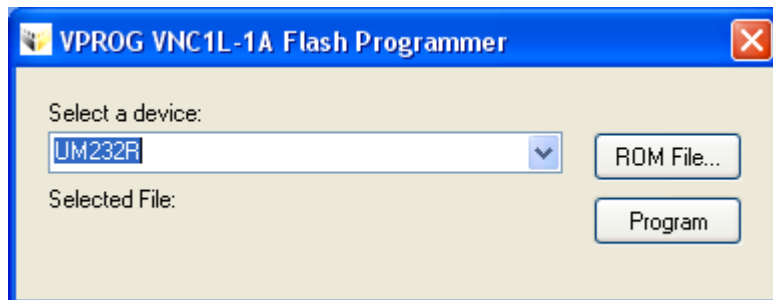 VPROG VNC1L-1A Flash Programmer
Select a device:
UM232R
ROM File...
Selected File:
Program